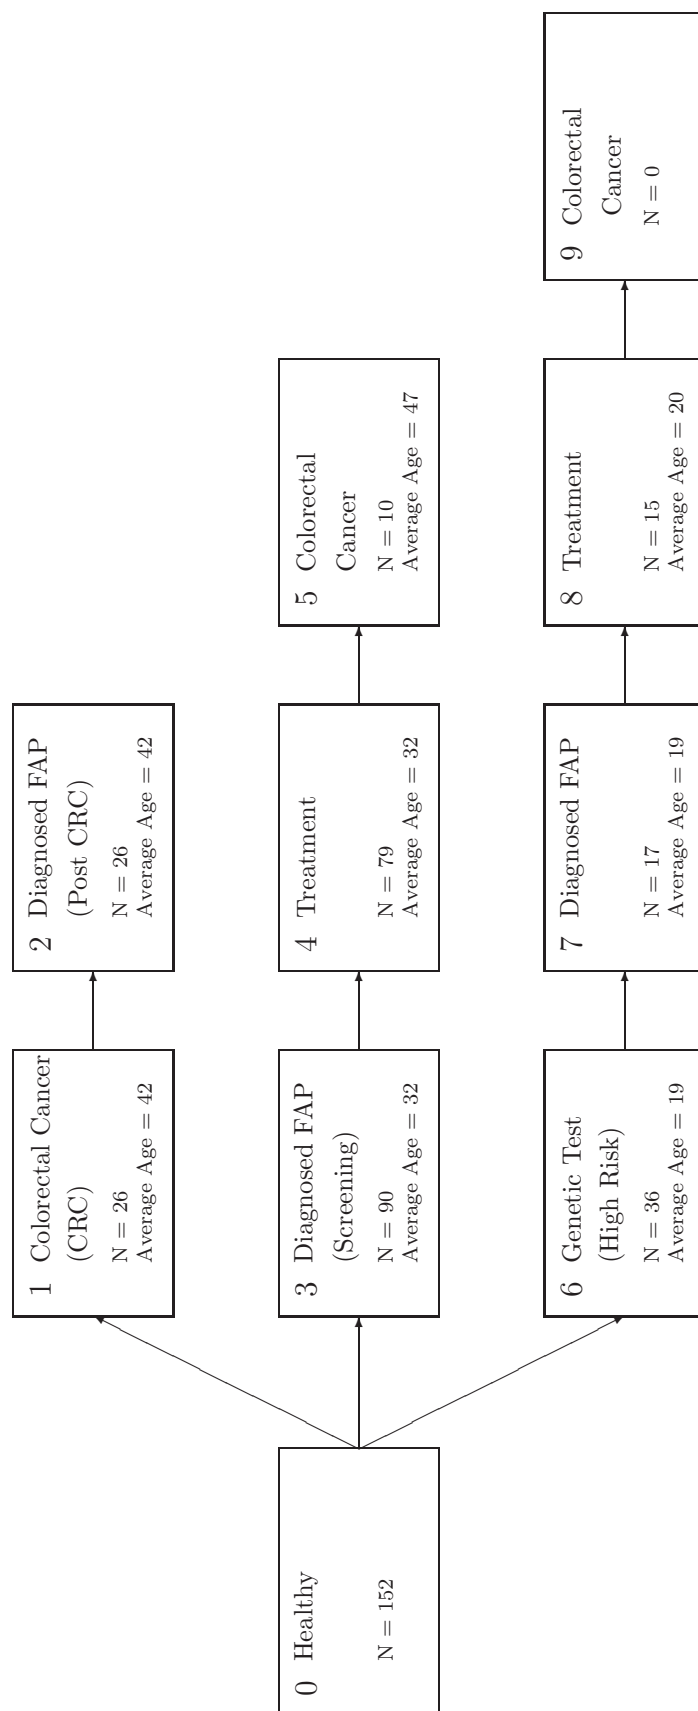 0 Healthy
N = 152
1 Colorectal Cancer
(CRC)
N = 26
Average Age = 42
2 Diagnosed FAP
(Post CRC)
N = 26
Average Age = 42
3 Diagnosed FAP
(Screening)
N = 90
Average Age = 32
4 Treatment
N = 79
Average Age = 32
5 Colorectal
Cancer
N = 10
Average Age = 47
6 Genetic Test
(High Risk)
N = 36
Average Age = 19
7 Diagnosed FAP
N = 17
Average Age = 19
8 Treatment
N = 15
Average Age = 20
9 Colorectal
Cancer
N = 0